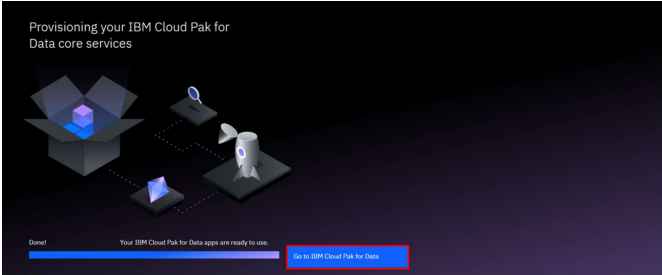 Provisioning your IBM Cloud Pak for
Data core services
Done!
Your IBM Cloud Pak for Data apps are ready to use.
Go to IBM Cloud Pak for Data